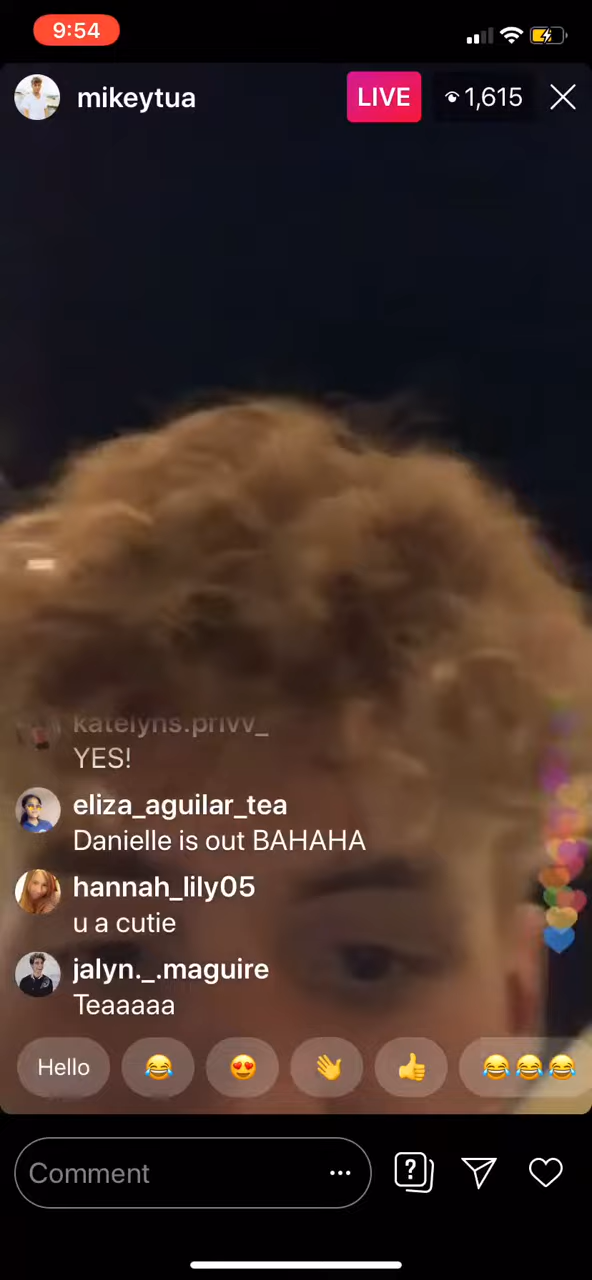 9:54
mikeytua
LIVE
1,615
katelyns.privv_
YES!
eliza_aguilar_tea
Danielle is out BAHAHA
hannah_lily05
u a cutie
jalyn._.maguire
Teaaaaa
Hello
Comment